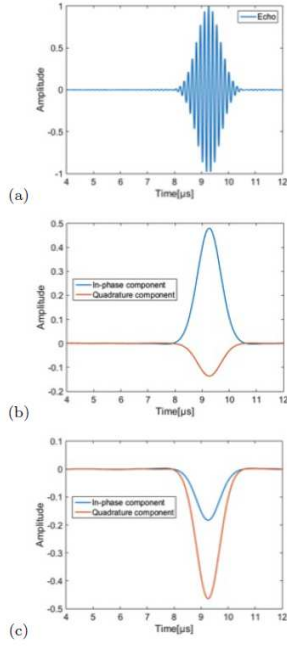 1
Echo
0.5
0
-0.5
-1
Amplitude
4 5 6 7 8 9 10 11 12
Time[µs]
(a)
0.5
0.4
0.3
0.2
0.1
0
-0.1
-0.2
Amplitude
In-phase component
Quadrature component
4 5 6 7 8 9 10 11 12
Time[µs]
(b)
0.1
0
-0.1
-0.2
-0.3
-0.4
-0.5
Amplitude
In-phase component
Quadrature component
4 5 6 7 8 9 10 11 12
Time[µs]
(c)